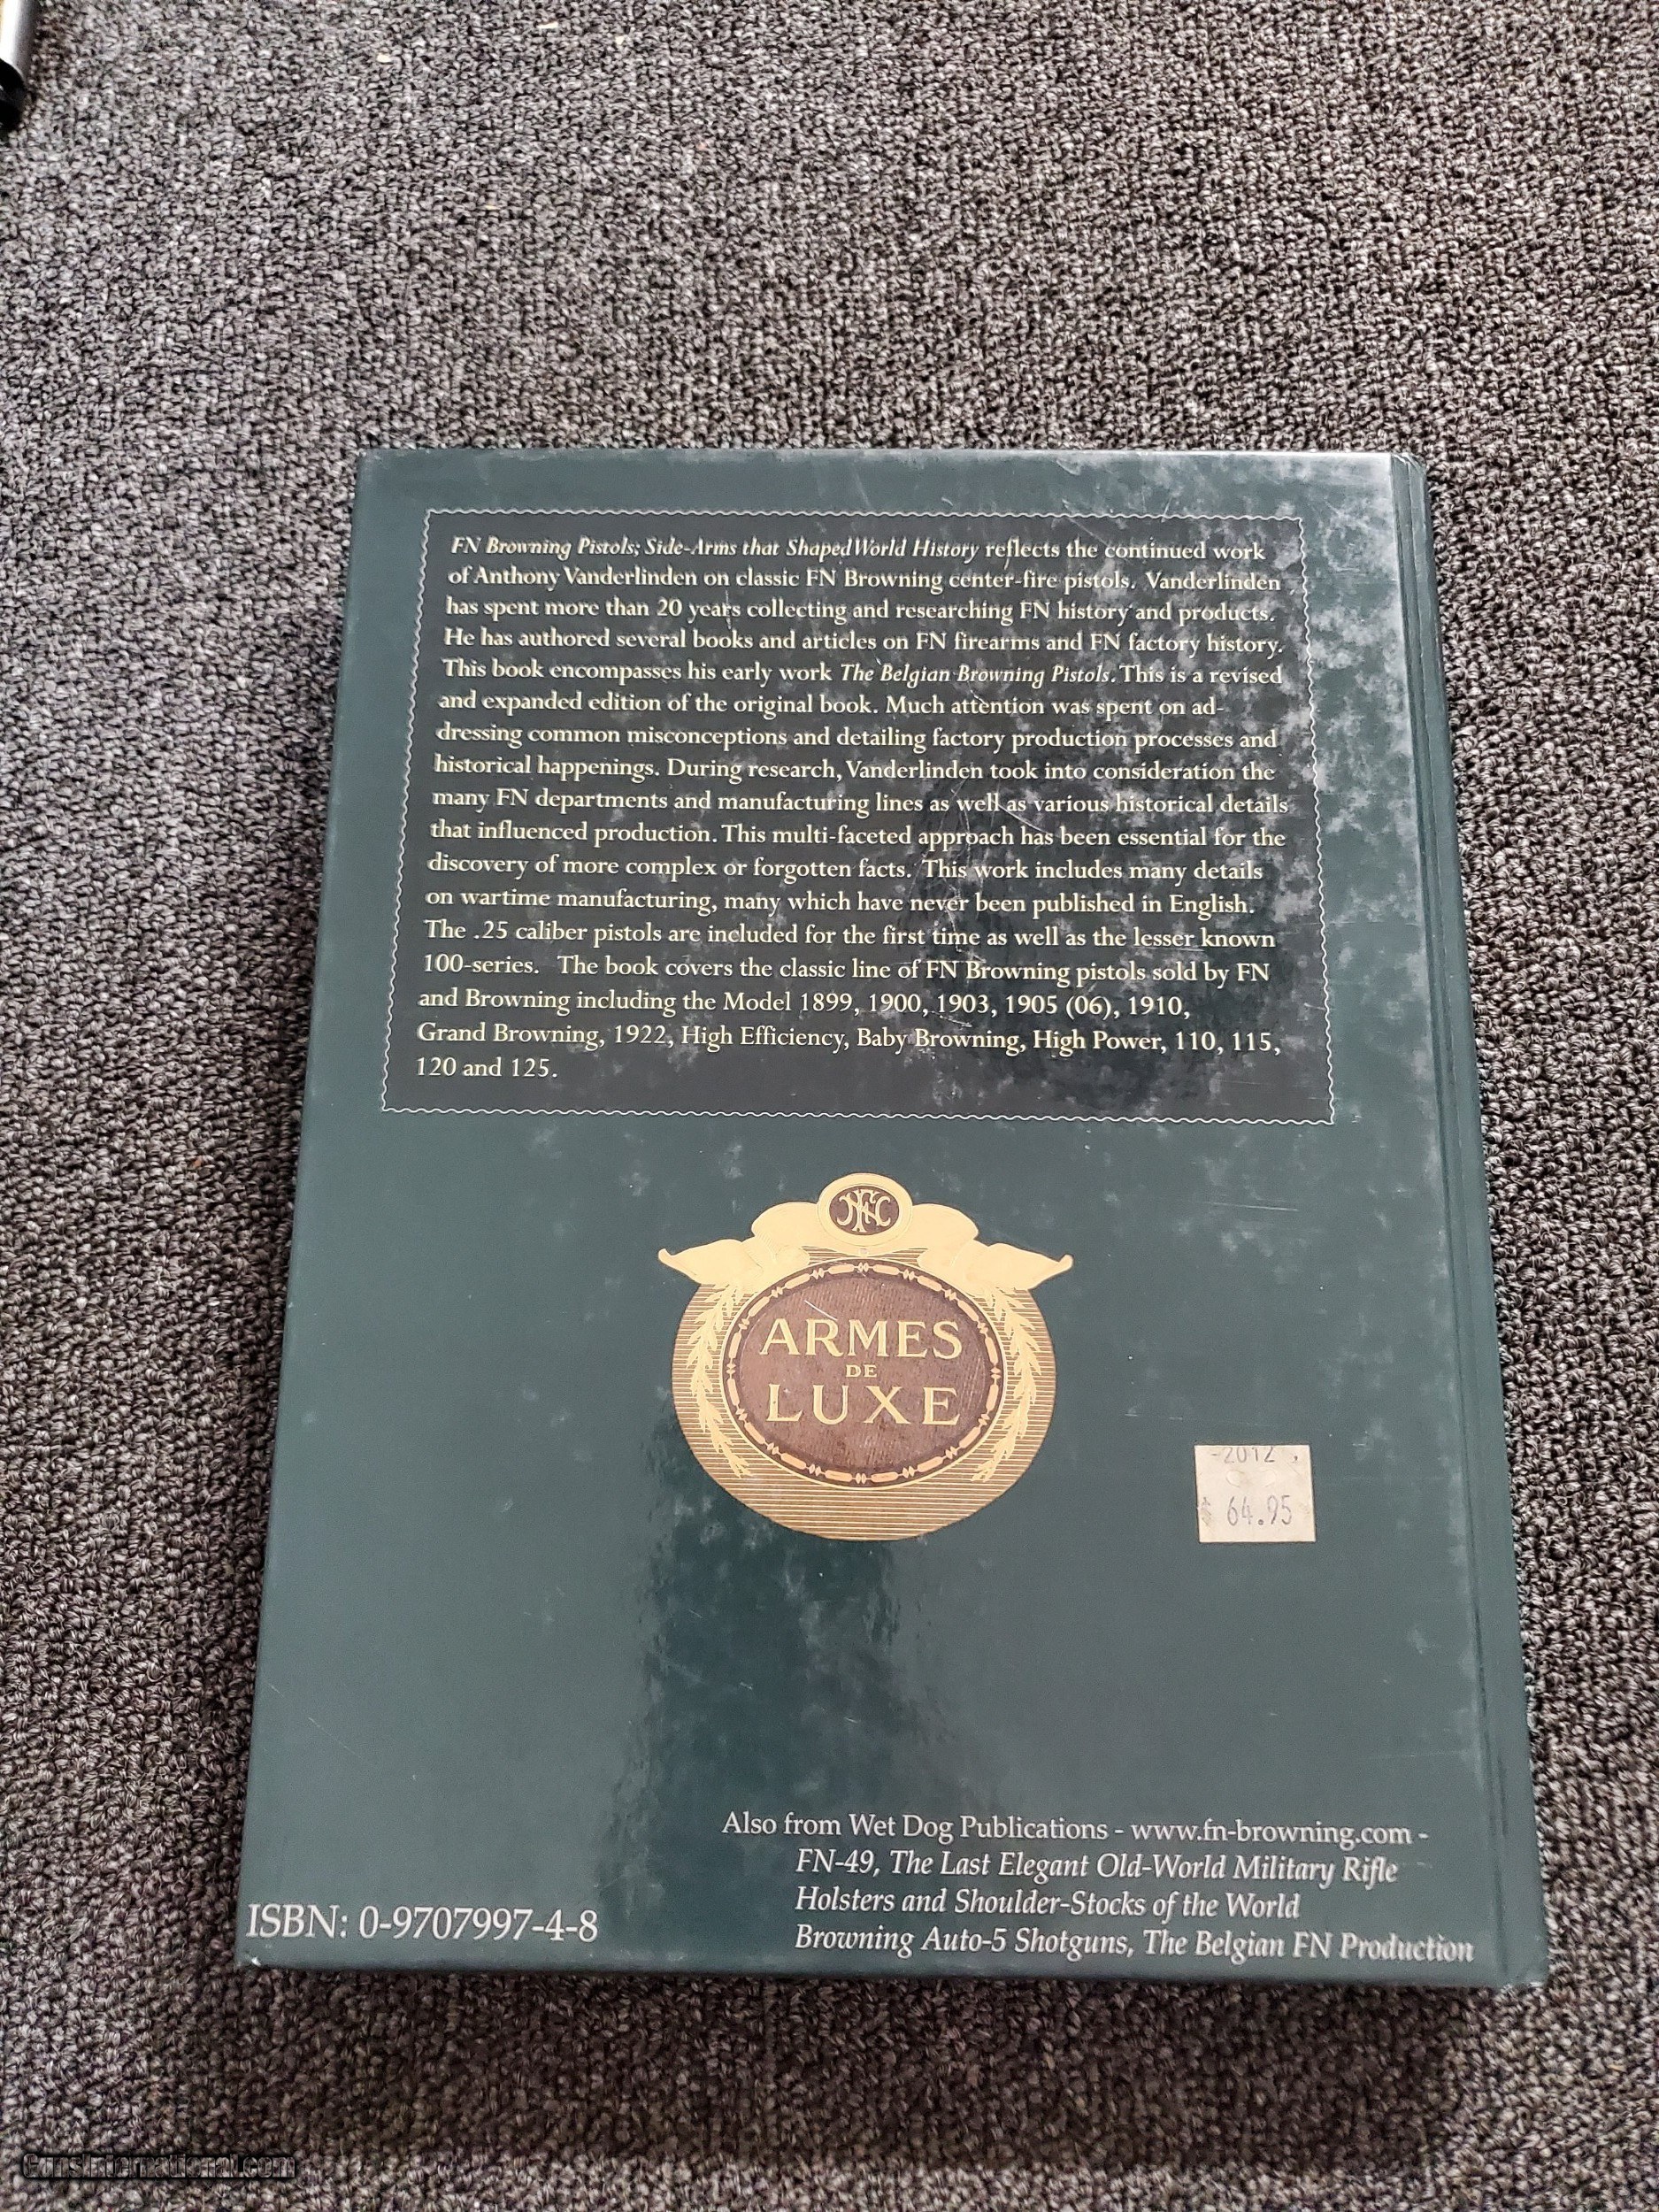 FN Browning Pistols; Side-Arms that Shaped World History reflects the continued work
of Anthony Vanderlinden on classic FN Browning center-fire pistols. Vanderlinden
has spent more than 20 years collecting and researching FN history and products.
He has authored several books and articles on FN firearms and FN factory history.
This book encompasses his early work The Belgian Browning Pistols. This is a revised
and expanded edition of the original book. Much attention was spent on ad-
dressing common misconceptions and detailing factory production processes and
historical happenings. During research, Vanderlinden took into consideration the
many FN departments and manufacturing lines as well as various historical details
that influenced production. This multi-faceted approach has been essential for the
discovery of more complex or forgotten facts. This work includes many details
on wartime manufacturing, many which have never been published in English.
The .25 caliber pistols are included for the first time as well as the lesser known
100-series. The book covers the classic line of FN Browning pistols sold by FN
and Browning including the Model 1899, 1900, 1903, 1905 (06), 1910,
Grand Browning, 1922, High Efficiency, Baby Browning, High Power, 110, 115,
120 and 125.
ARMES
DE
LUXE
-2012
$ 64.95
Also from Wet Dog Publications - www.fn-browning.com -
FN-49, The Last Elegant Old-World Military Rifle
Holsters and Shoulder-Stocks of the World
Browning Auto-5 Shotguns, The Belgian FN Production
ISBN: 0-9707997-4-8
GunsInternational.com